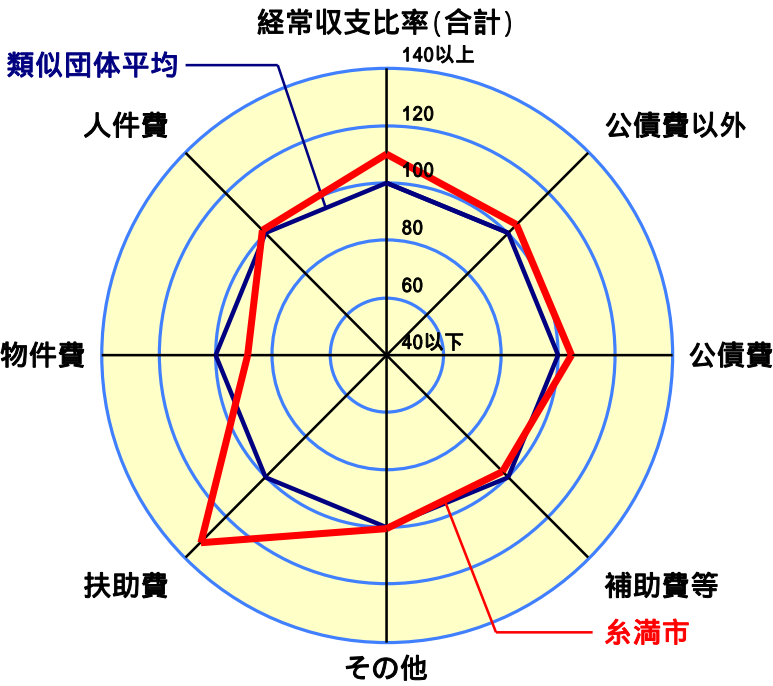 経常収支比率(合計)
類似団体平均
140以上
人件費
120
公債費以外
100
80
60
40以下
物件費
公債費
扶助費
補助費等
糸満市
その他